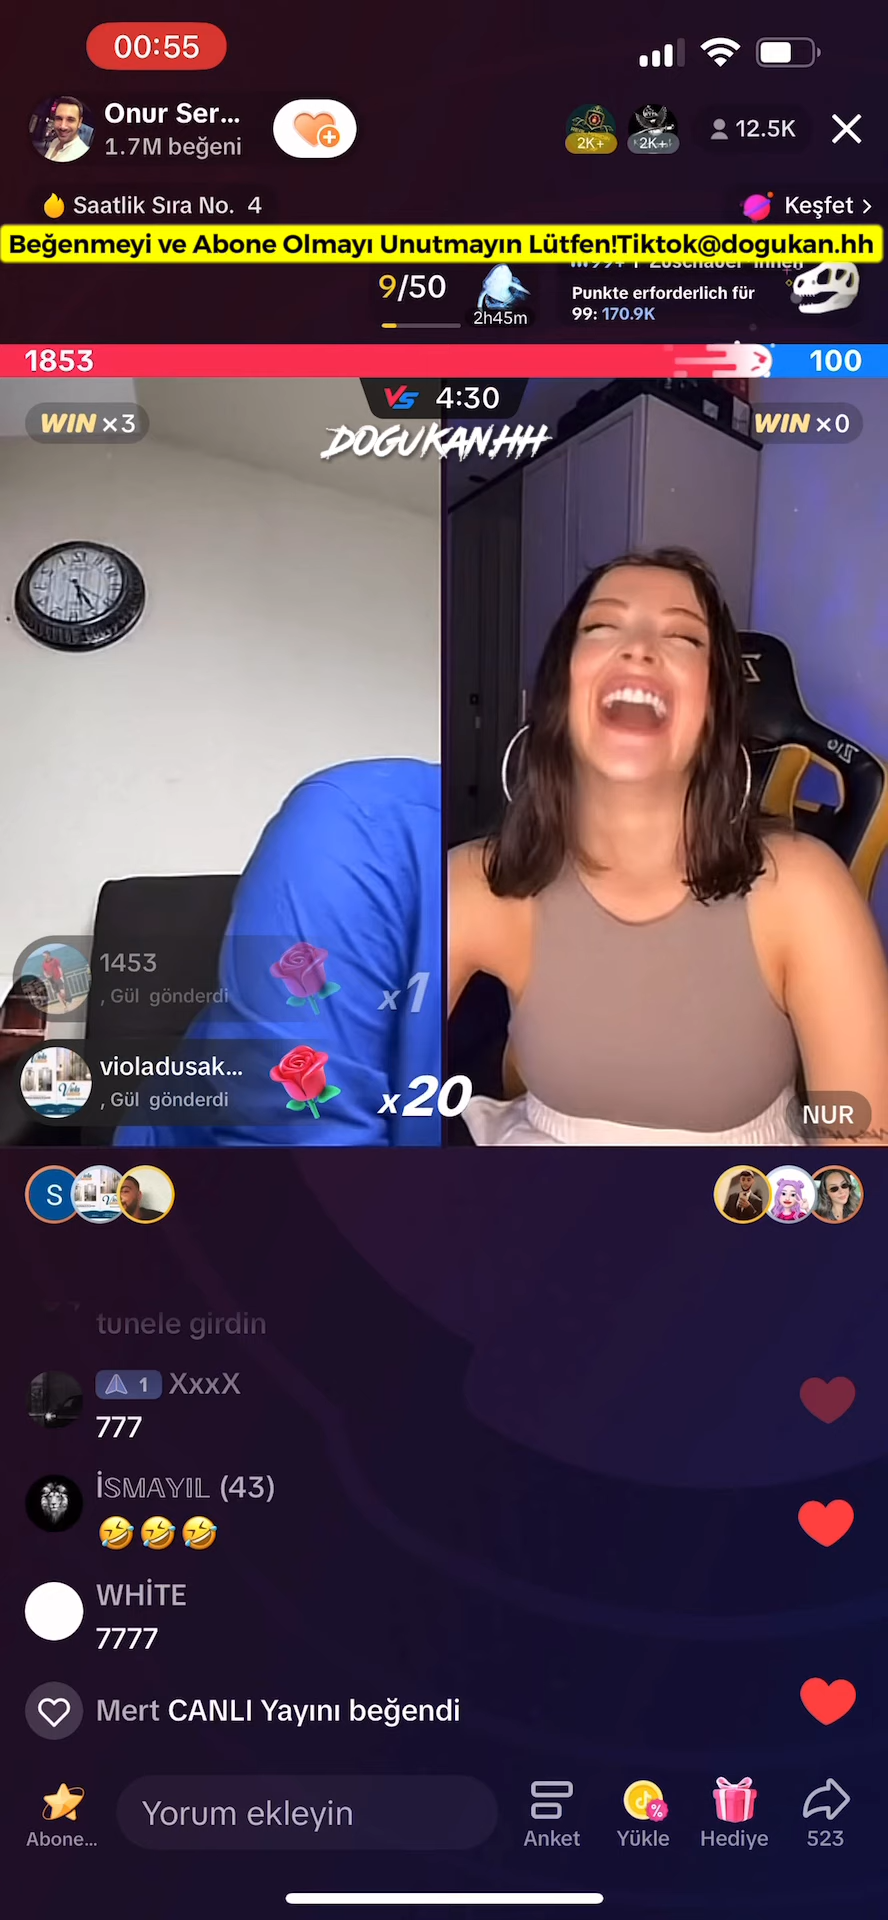 00:55
Onur Ser...
1.7M beğeni
2K+
2K+
12.5K
Saatlik Sıra No. 4
Keşfet >
Beğenmeyi ve Abone Olmayı Unutmayın Lütfen!Tiktok@dogukan.hh
9/50
2h45m
Punkte erforderlich für
99: 170.9K
1853
100
VS 4:30
WIN x3
WIN x0
DOGUKAN.HH
1453
, Gül gönderdi
x1
violadusak...
, Gül gönderdi
x20
NUR
S
tunele girdin
1 XxxX
777
İSMAYIL (43)
🤣🤣🤣
WHİTE
7777
Mert CANLI Yayını beğendi
Abone...
Yorum ekleyin
Anket
Yükle
Hediye
523